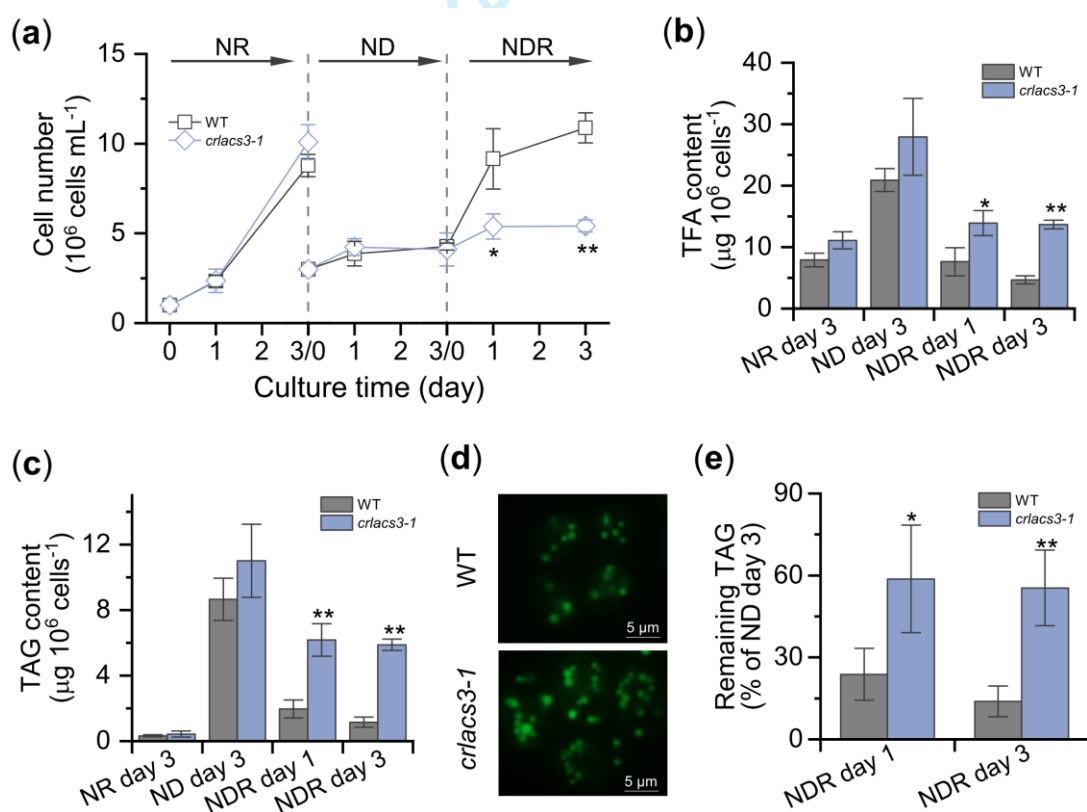 (a)
NR ND NDR
15
10
5
0
WT
crlacs3-1
*
**
0 1 2 3/0 1 2 3/0 1 2 3
Cell number
(10⁶ cells mL⁻¹)
Culture time (day)
(b)
WT
crlacs3-1
40
30
20
10
0
*
**
TFA content
(μg 10⁶ cells⁻¹)
NR day 3
ND day 3
NDR day 1
NDR day 3
(c)
WT
crlacs3-1
12
8
4
0
**
**
TAG content
(μg 10⁶ cells⁻¹)
NR day 3
ND day 3
NDR day 1
NDR day 3
(d)
WT
5 μm
crlacs3-1
5 μm
(e)
WT
crlacs3-1
90
60
30
0
*
**
Remaining TAG
(% of ND day 3)
NDR day 1
NDR day 3